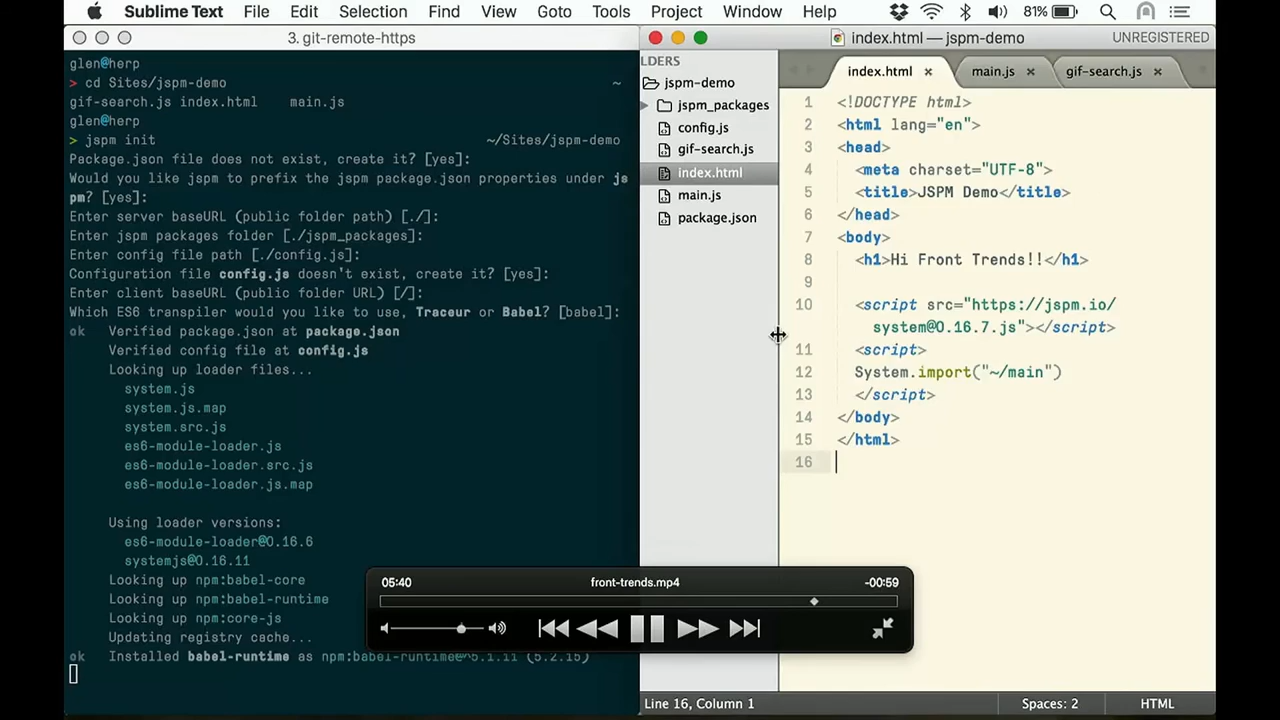 Sublime Text File Edit Selection Find View Goto Tools Project Window Help 81%
3. git-remote-https
glen@herp
> cd Sites/jspm-demo ~
gif-search.js index.html main.js
glen@herp
> jspm init ~/Sites/jspm-demo
Package.json file does not exist, create it? [yes]:
Would you like jspm to prefix the jspm package.json properties under js
pm? [yes]:
Enter server baseURL (public folder path) [./]:
Enter jspm packages folder [./jspm_packages]:
Enter config file path [./config.js]:
Configuration file config.js doesn't exist, create it? [yes]:
Enter client baseURL (public folder URL) [/]:
Which ES6 transpiler would you like to use, Traceur or Babel? [babel]:
ok Verified package.json at package.json
Verified config file at config.js
Looking up loader files...
system.js
system.js.map
system.src.js
es6-module-loader.js
es6-module-loader.src.js
es6-module-loader.js.map
Using loader versions:
es6-module-loader@0.16.6
systemjs@0.16.11
Looking up npm:babel-core
Looking up npm:babel-runtime
Looking up npm:core-js
Updating registry cache...
ok Installed babel-runtime as npm:babel-runtime@^5.1.11 (5.2.15)
index.html — jspm-demo UNREGISTERED
LDERS
jspm-demo
jspm_packages
config.js
gif-search.js
index.html
main.js
package.json
index.html × main.js × gif-search.js ×
1 <!DOCTYPE html>
2 <html lang="en">
3 <head>
4 <meta charset="UTF-8">
5 <title>JSPM Demo</title>
6 </head>
7 <body>
8 <h1>Hi Front Trends!!</h1>
9
10 <script src="https://jspm.io/
system@0.16.7.js"></script>
11 <script>
12 System.import("~/main")
13 </script>
14 </body>
15 </html>
16
05:40 front-trends.mp4 -00:59
Line 16, Column 1 Spaces: 2 HTML